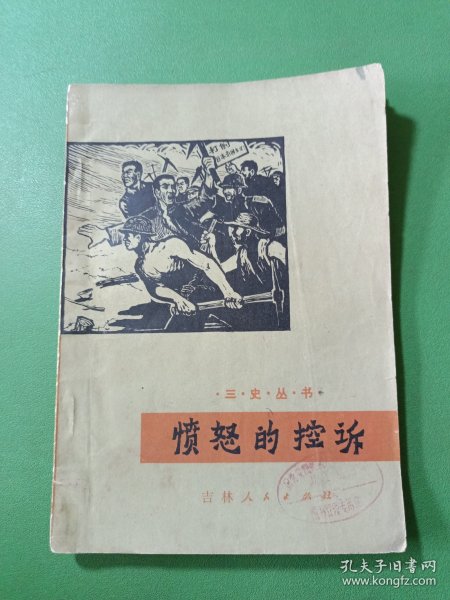 打倒
·三·史·丛·书·
愤怒的控诉
吉林人民出版社
孔夫子旧书网
www.kongfz.com